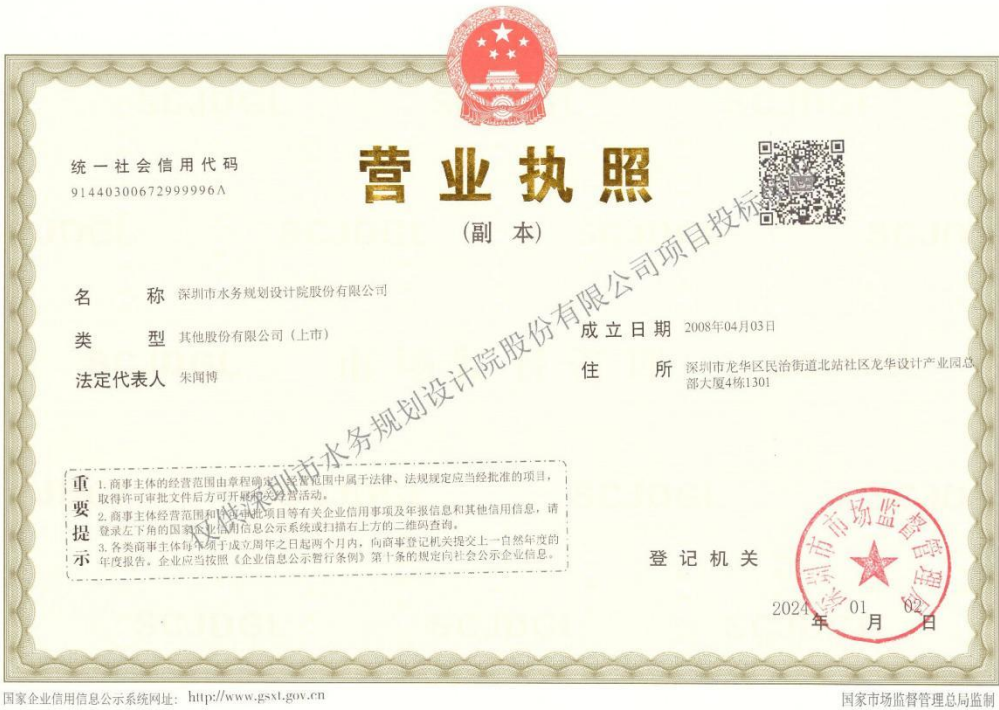 统一社会信用代码
91440300672999996A
营业执照
(副 本)
名 称 深圳市水务规划设计院股份有限公司
类 型 其他股份有限公司(上市)
法定代表人 朱闻博
成立日期 2008年04月03日
住 所 深圳市龙华区民治街道北站社区龙华设计产业园总
部大厦4栋1301
仅供深圳市水务规划设计院股份有限公司项目投标
重要提示
1. 商事主体的经营范围由章程确定。经营范围中属于法律、法规规定应当经批准的项目,
取得许可审批文件后方可开展相关经营活动。
2. 商事主体经营范围和许可审批项目等有关企业信用事项及年报信息和其他信用信息,请
登录左下角的国家企业信用信息公示系统或扫描右上方的二维码查询。
3. 各类商事主体每年须于成立周年之日起两个月内,向商事登记机关提交上一自然年度的
年度报告。企业应当按照《企业信息公示暂行条例》第十条的规定向社会公示企业信息。
登记机关
深圳市市场监督管理局
2024年01月02日
国家企业信用信息公示系统网址: http://www.gsxt.gov.cn
国家市场监督管理总局监制